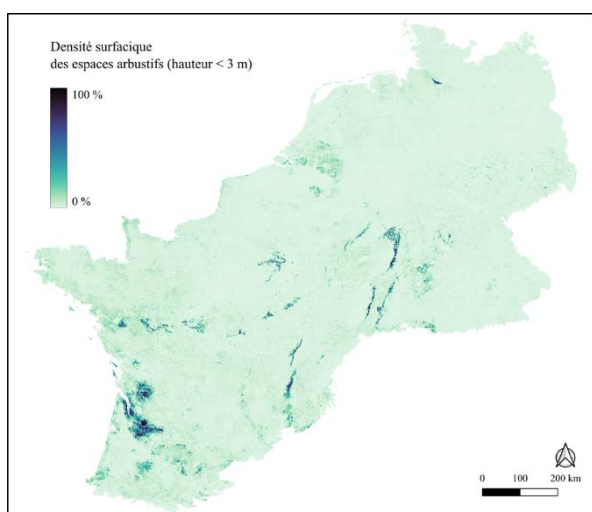 Densité surfacique
des espaces arbustifs (hauteur < 3 m)
100 %
0 %
0 100 200 km